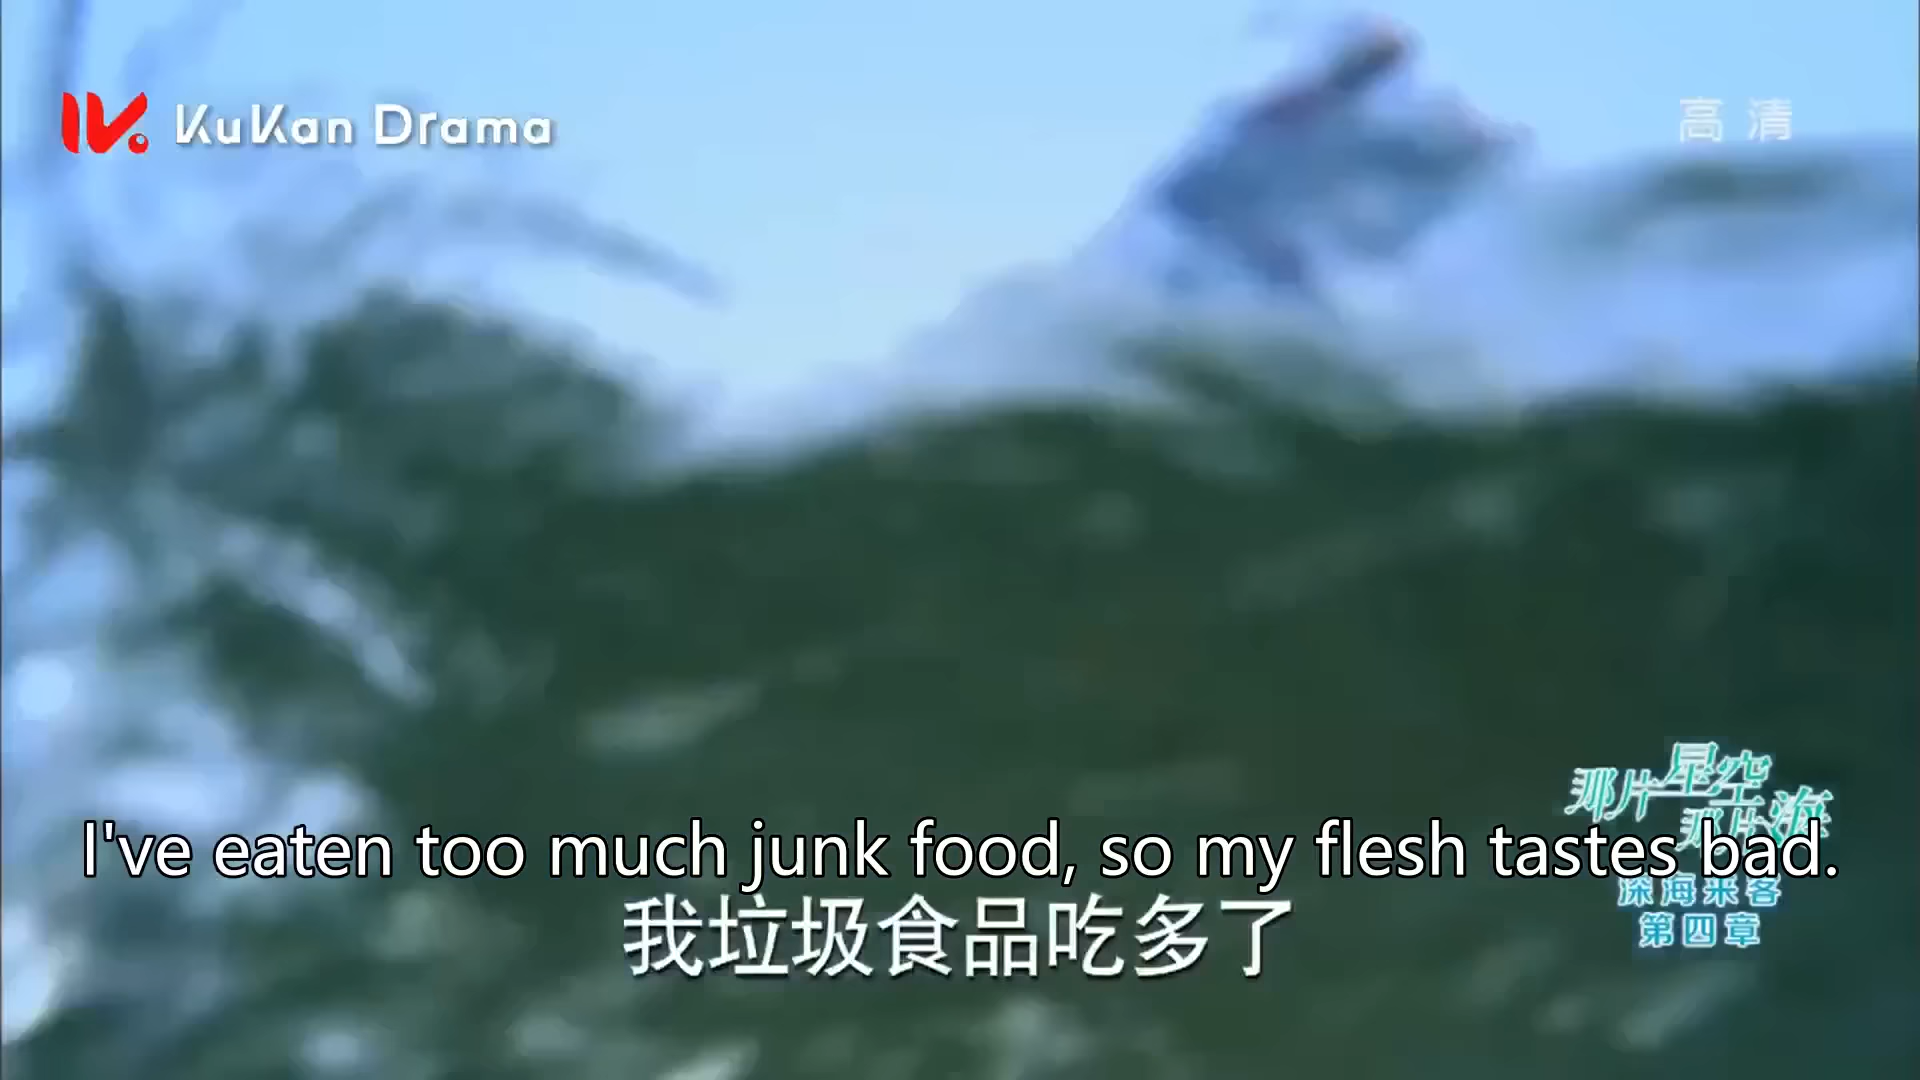 KuKan Drama
高清
那片星空
那片海
I've eaten too much junk food, so my flesh tastes bad.
深海来客
我垃圾食品吃多了
第四章